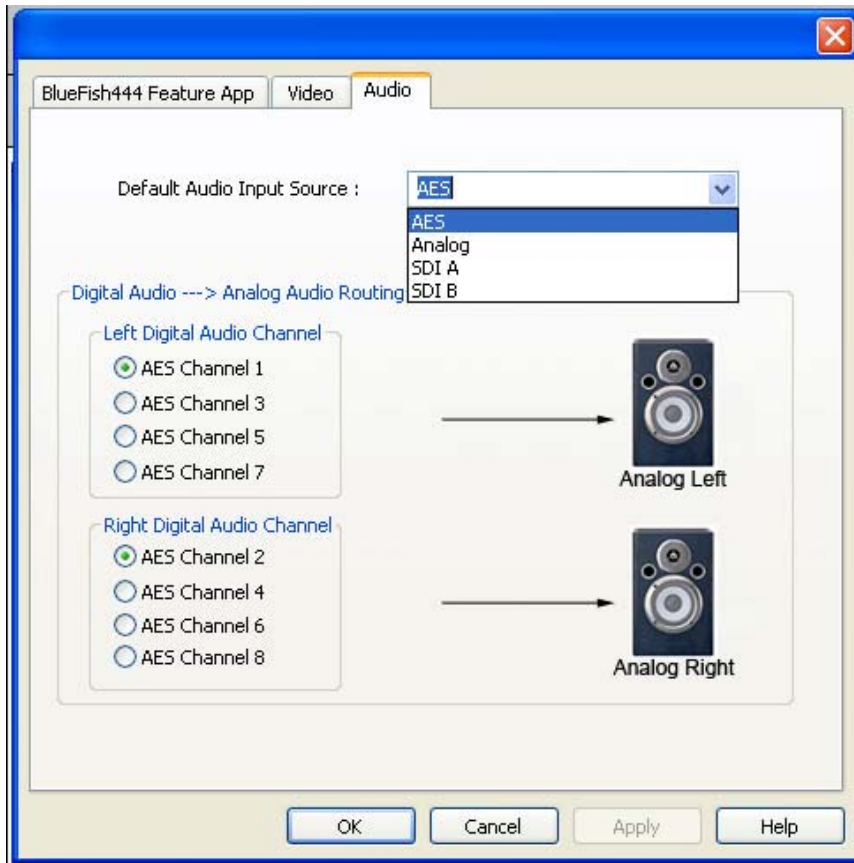 BlueFish444 Feature App
Video
Audio
Default Audio Input Source :
AES
AES
Analog
SDI A
SDI B
Digital Audio ---> Analog Audio Routing
Left Digital Audio Channel
AES Channel 1
AES Channel 3
AES Channel 5
AES Channel 7
Analog Left
Right Digital Audio Channel
AES Channel 2
AES Channel 4
AES Channel 6
AES Channel 8
Analog Right
OK
Cancel
Apply
Help